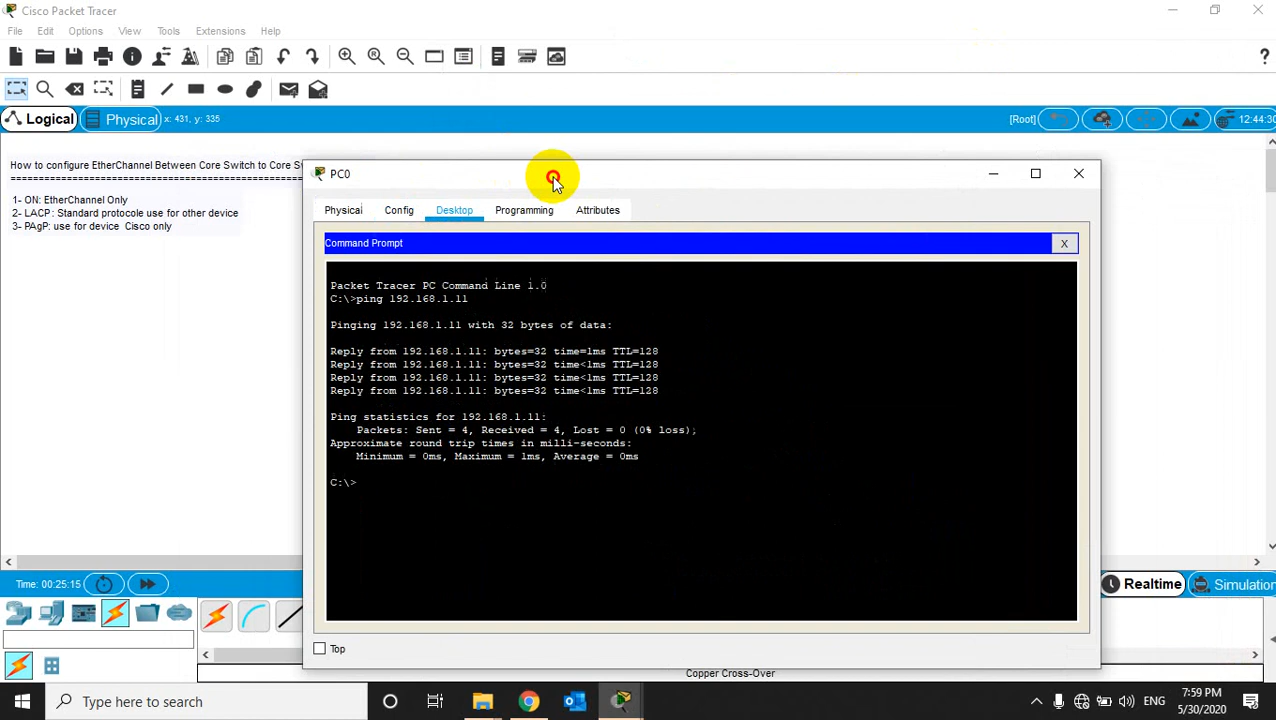 Cisco Packet Tracer
File Edit Options View Tools Extensions Help
?
Logical Physical x: 431, y: 335 [Root] 12:44:30
How to configure EtherChannel Between Core Switch to Core S
==================================================
1- ON: EtherChannel Only
2- LACP: Standard protocole use for other device
3- PAgP: use for device Cisco only
PC0
Physical Config Desktop Programming Attributes
Command Prompt X
Packet Tracer PC Command Line 1.0
C:\>ping 192.168.1.11
Pinging 192.168.1.11 with 32 bytes of data:
Reply from 192.168.1.11: bytes=32 time=1ms TTL=128
Reply from 192.168.1.11: bytes=32 time<1ms TTL=128
Reply from 192.168.1.11: bytes=32 time<1ms TTL=128
Reply from 192.168.1.11: bytes=32 time<1ms TTL=128
Ping statistics for 192.168.1.11:
Packets: Sent = 4, Received = 4, Lost = 0 (0% loss),
Approximate round trip times in milli-seconds:
Minimum = 0ms, Maximum = 1ms, Average = 0ms
C:\>
Time: 00:25:15 Realtime Simulation
Top
Copper Cross-Over
Type here to search
ENG
7:59 PM
5/30/2020